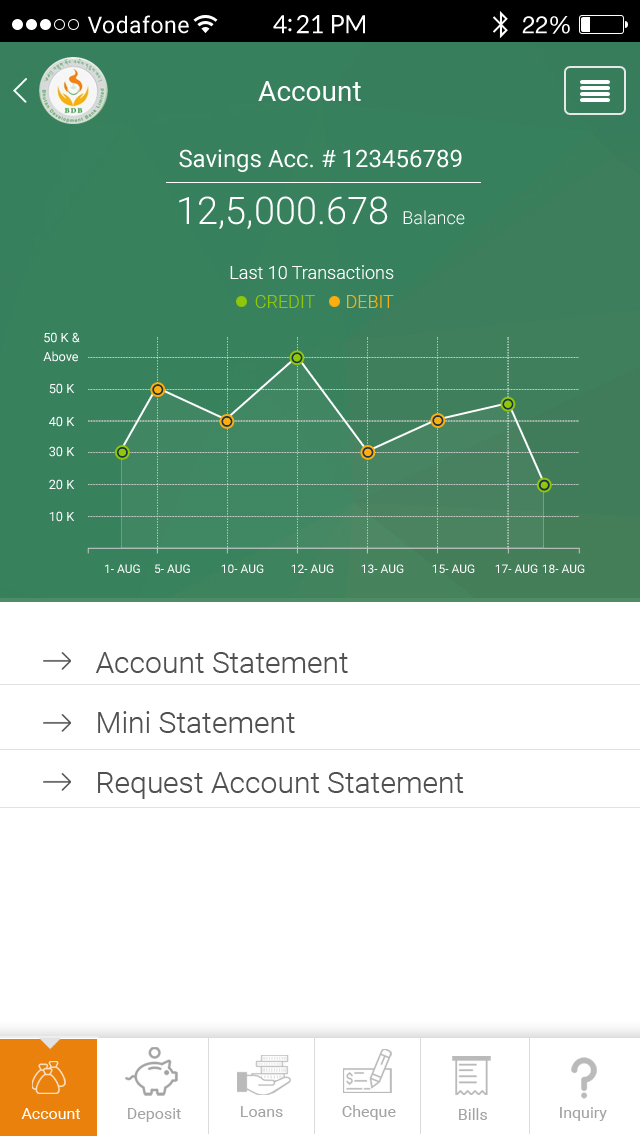 Vodafone 4:21 PM 22%
BDB
Account
Savings Acc. # 123456789
12,5,000.678 Balance
Last 10 Transactions
CREDIT DEBIT
50 K &
Above
50 K
40 K
30 K
20 K
10 K
1- AUG 5- AUG 10- AUG 12- AUG 13- AUG 15- AUG 17- AUG 18- AUG
Account Statement
Mini Statement
Request Account Statement
Account Deposit Loans Cheque Bills Inquiry